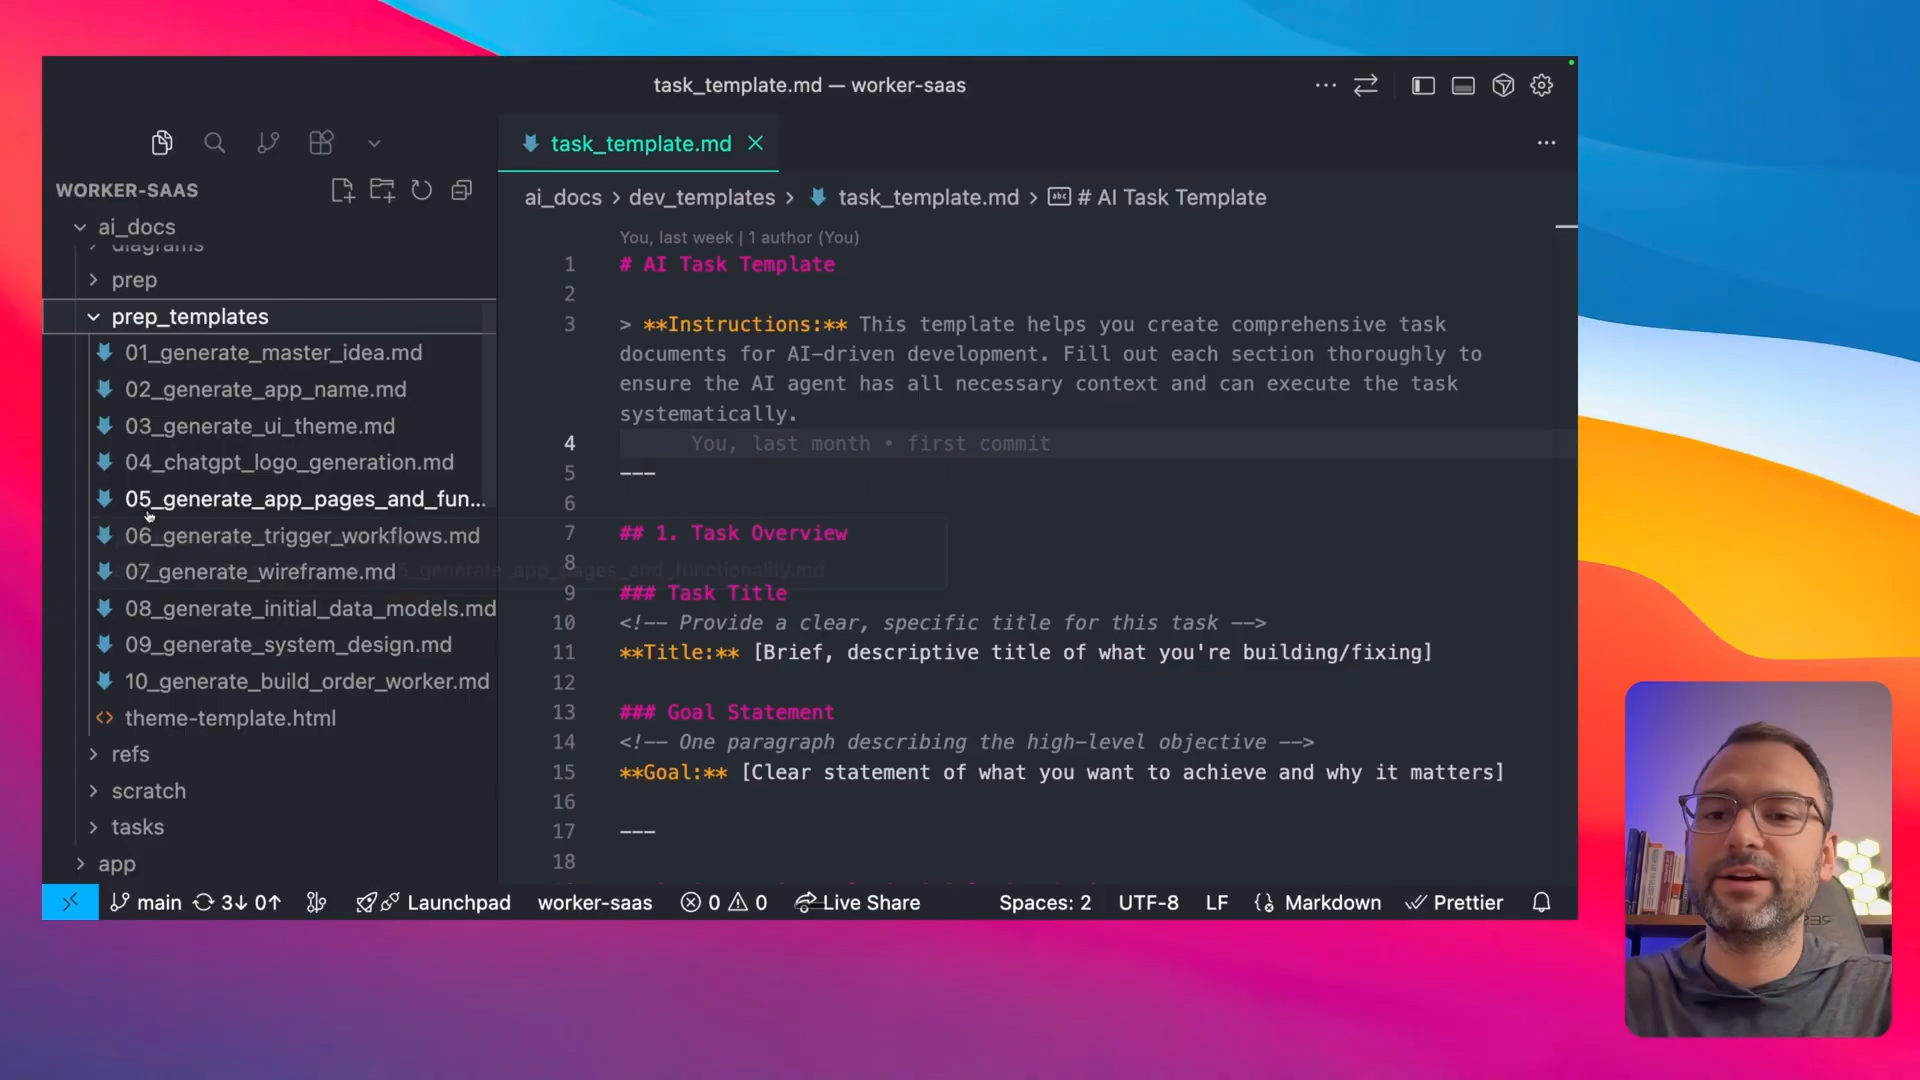 task_template.md — worker-saas
WORKER-SAAS
ai_docs
diagrams
prep
prep_templates
01_generate_master_idea.md
02_generate_app_name.md
03_generate_ui_theme.md
04_chatgpt_logo_generation.md
05_generate_app_pages_and_fun...
06_generate_trigger_workflows.md
07_generate_wireframe.md
08_generate_initial_data_models.md
09_generate_system_design.md
10_generate_build_order_worker.md
theme-template.html
refs
scratch
tasks
app
task_template.md
ai_docs > dev_templates > task_template.md > # AI Task Template
You, last week | 1 author (You)
1 # AI Task Template
2
3 > **Instructions:** This template helps you create comprehensive task
documents for AI-driven development. Fill out each section thoroughly to
ensure the AI agent has all necessary context and can execute the task
systematically.
4 You, last month • first commit
5 ---
6
7 ## 1. Task Overview
8
05_generate_app_pages_and_functionality.md
9 ### Task Title
10 <!-- Provide a clear, specific title for this task -->
11 **Title:** [Brief, descriptive title of what you're building/fixing]
12
13 ### Goal Statement
14 <!-- One paragraph describing the high-level objective -->
15 **Goal:** [Clear statement of what you want to achieve and why it matters]
16
17 ---
18
main 3↓ 0↑ Launchpad worker-saas 0 0 Live Share Spaces: 2 UTF-8 LF Markdown Prettier